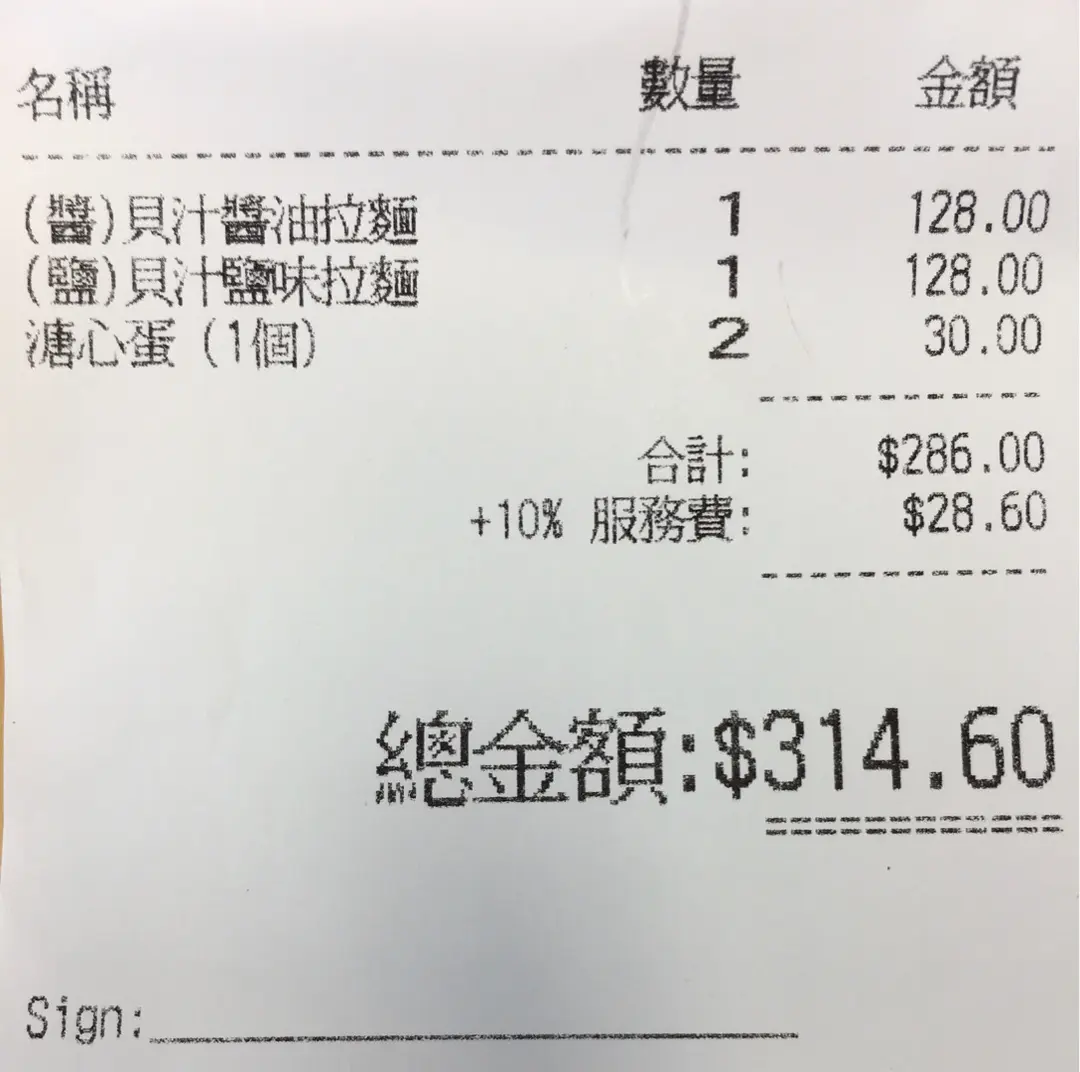 名稱 數量 金額
(醬)貝汁醬油拉麵 1 128.00
(鹽)貝汁鹽味拉麵 1 128.00
溏心蛋 (1個) 2 30.00
合計: $286.00
+10% 服務費: $28.60
總金額:$314.60
Sign: